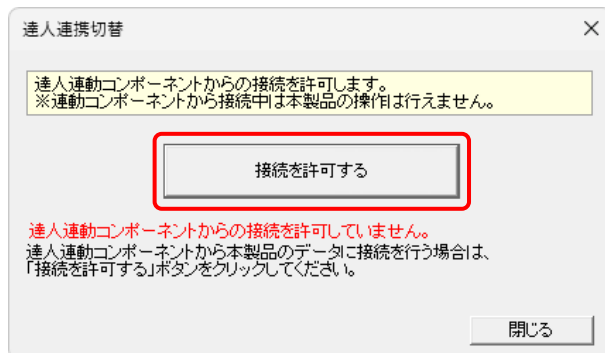 達人連携切替
達人連動コンポーネントからの接続を許可します。
※連動コンポーネントから接続中は本製品の操作は行えません。
接続を許可する
達人連動コンポーネントからの接続を許可していません。
達人連動コンポーネントから本製品のデータに接続を行う場合は、
「接続を許可する」ボタンをクリックしてください。
閉じる